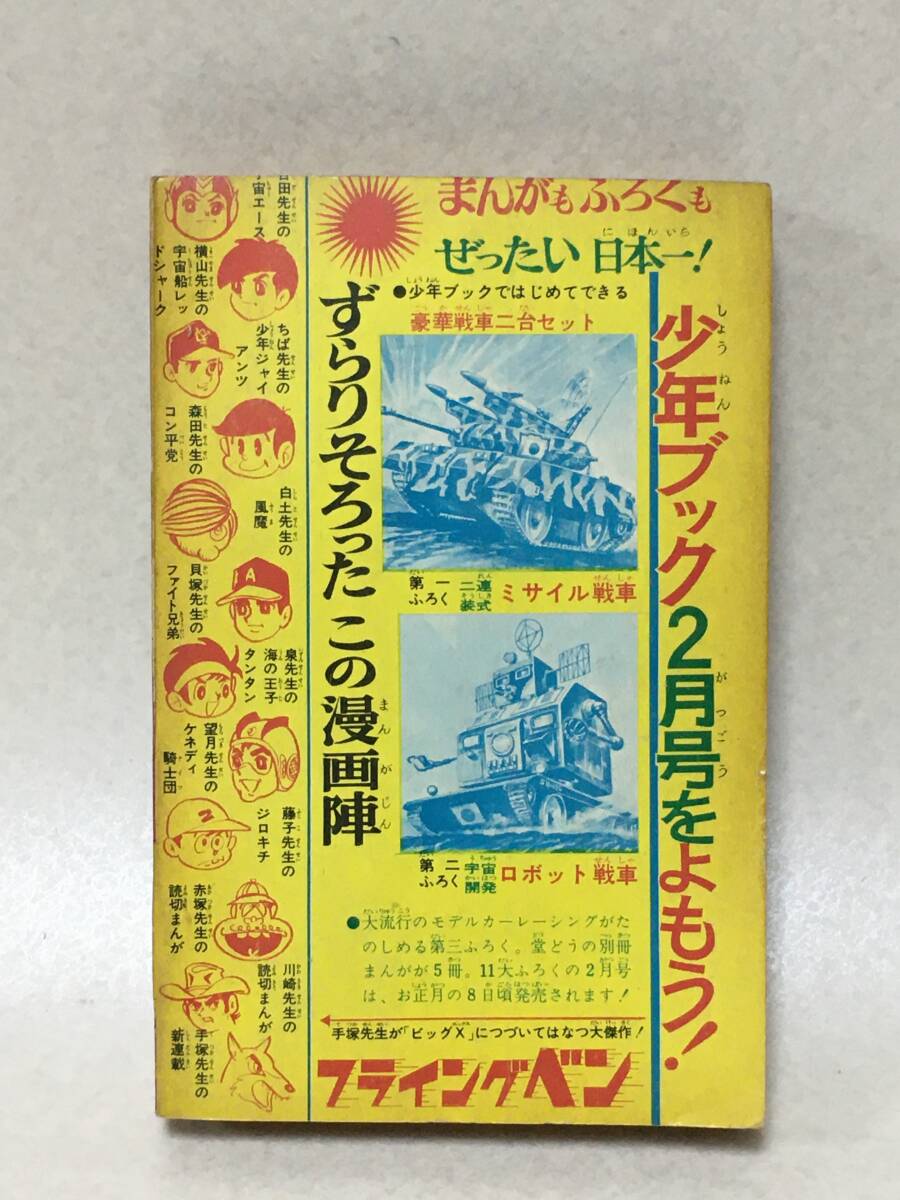 まんがもふろくも
ぜったい日本一!
少年ブック2月号をよもう!
●少年ブックではじめてできる
豪華戦車二台セット
第一ふろく 二連装式 ミサイル戦車
第二ふろく 宇宙開発 ロボット戦車
●大流行のモデルカーレーシングがた
のしめる第三ふろく。堂どうの別冊
まんがが5冊。11大ふろくの2月号
は、お正月の8日頃発売されます!
手塚先生が「ビッグX」につづいてはなつ大傑作!
フライングベン
ずらりそろったこの漫画陣
田先生の
宙エース
横山先生の
宇宙船レッ
ドシャーク
ちば先生の
少年ジャイ
アンツ
森田先生の
コン平党
白土先生の
風魔
貝塚先生の
ファイト兄弟
泉先生の
海の王子
タンタン
望月先生の
ケネディ
騎士団
藤子先生の
ジロキチ
赤塚先生の
読切まんが
川崎先生の
読切まんが
手塚先生の
新連載